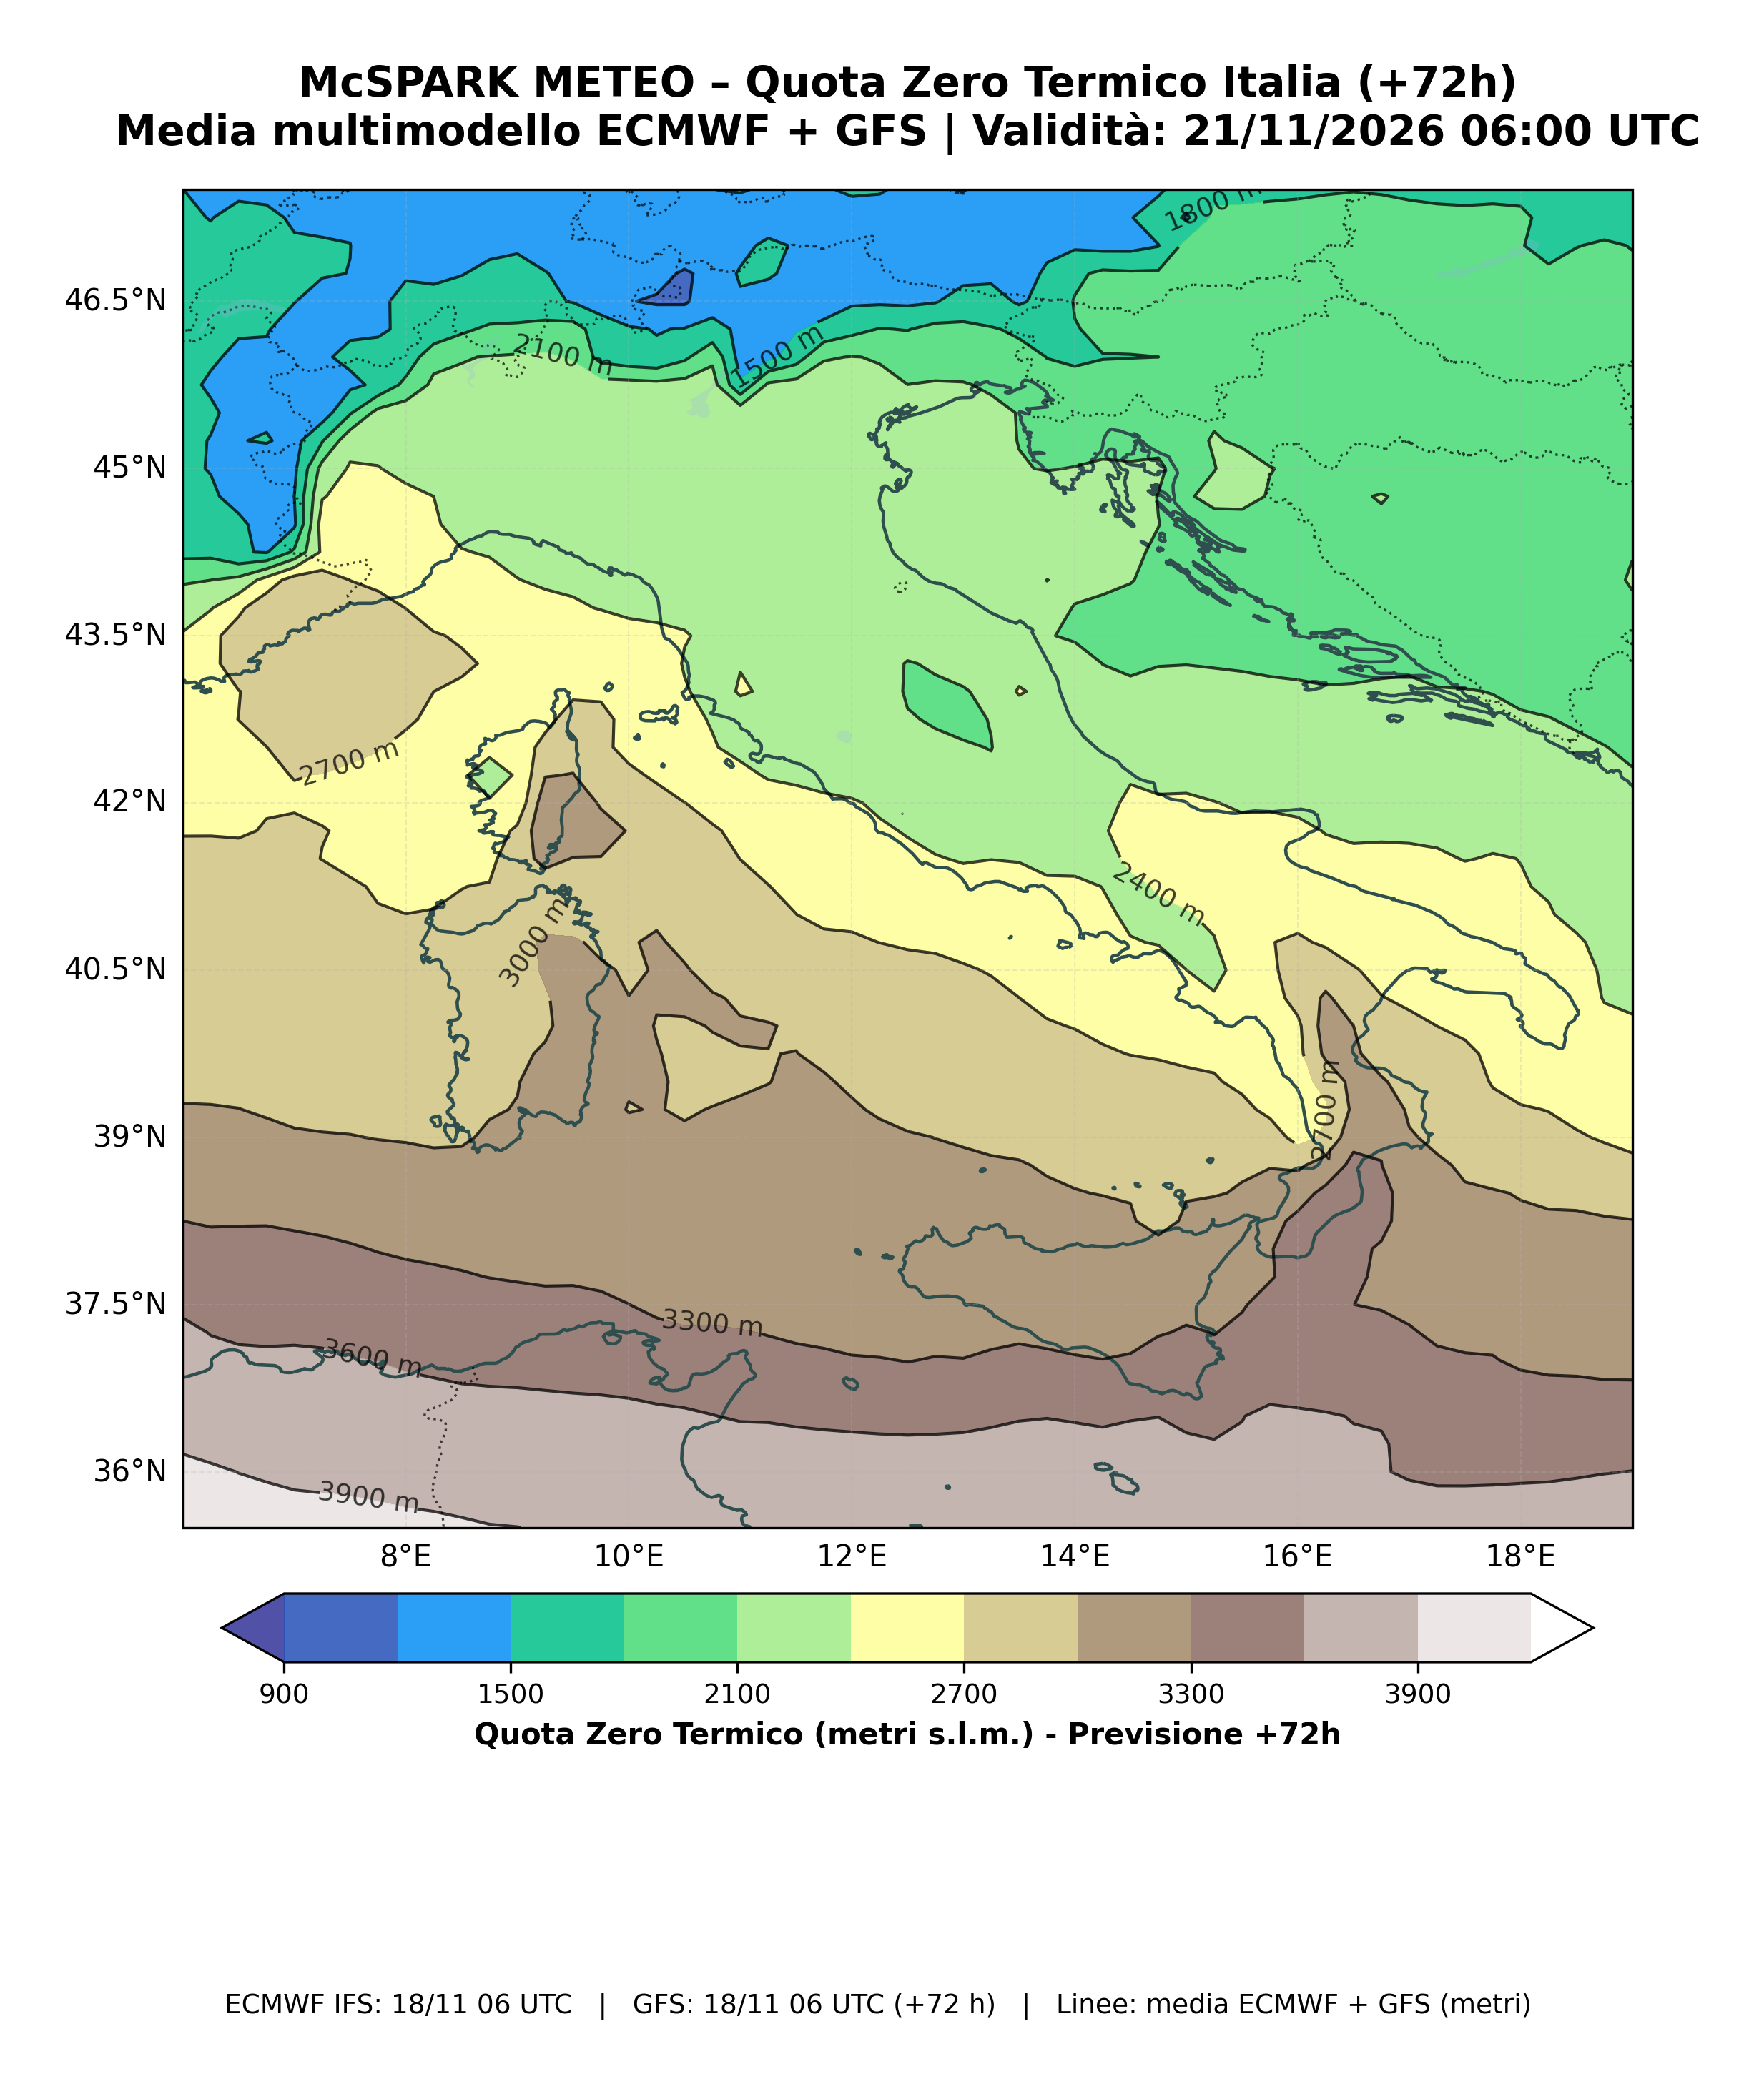 McSPARK METEO – Quota Zero Termico Italia (+72h)
Media multimodello ECMWF + GFS | Validità: 21/11/2026 06:00 UTC
1800 m
46.5°N
2100 m
1500 m
45°N
43.5°N
2700 m
42°N
2400 m
3000 m
40.5°N
2700 m
39°N
37.5°N
3300 m
3600 m
36°N
3900 m
8°E 10°E 12°E 14°E 16°E 18°E
900 1500 2100 2700 3300 3900
Quota Zero Termico (metri s.l.m.) - Previsione +72h
ECMWF IFS: 18/11 06 UTC | GFS: 18/11 06 UTC (+72 h) | Linee: media ECMWF + GFS (metri)